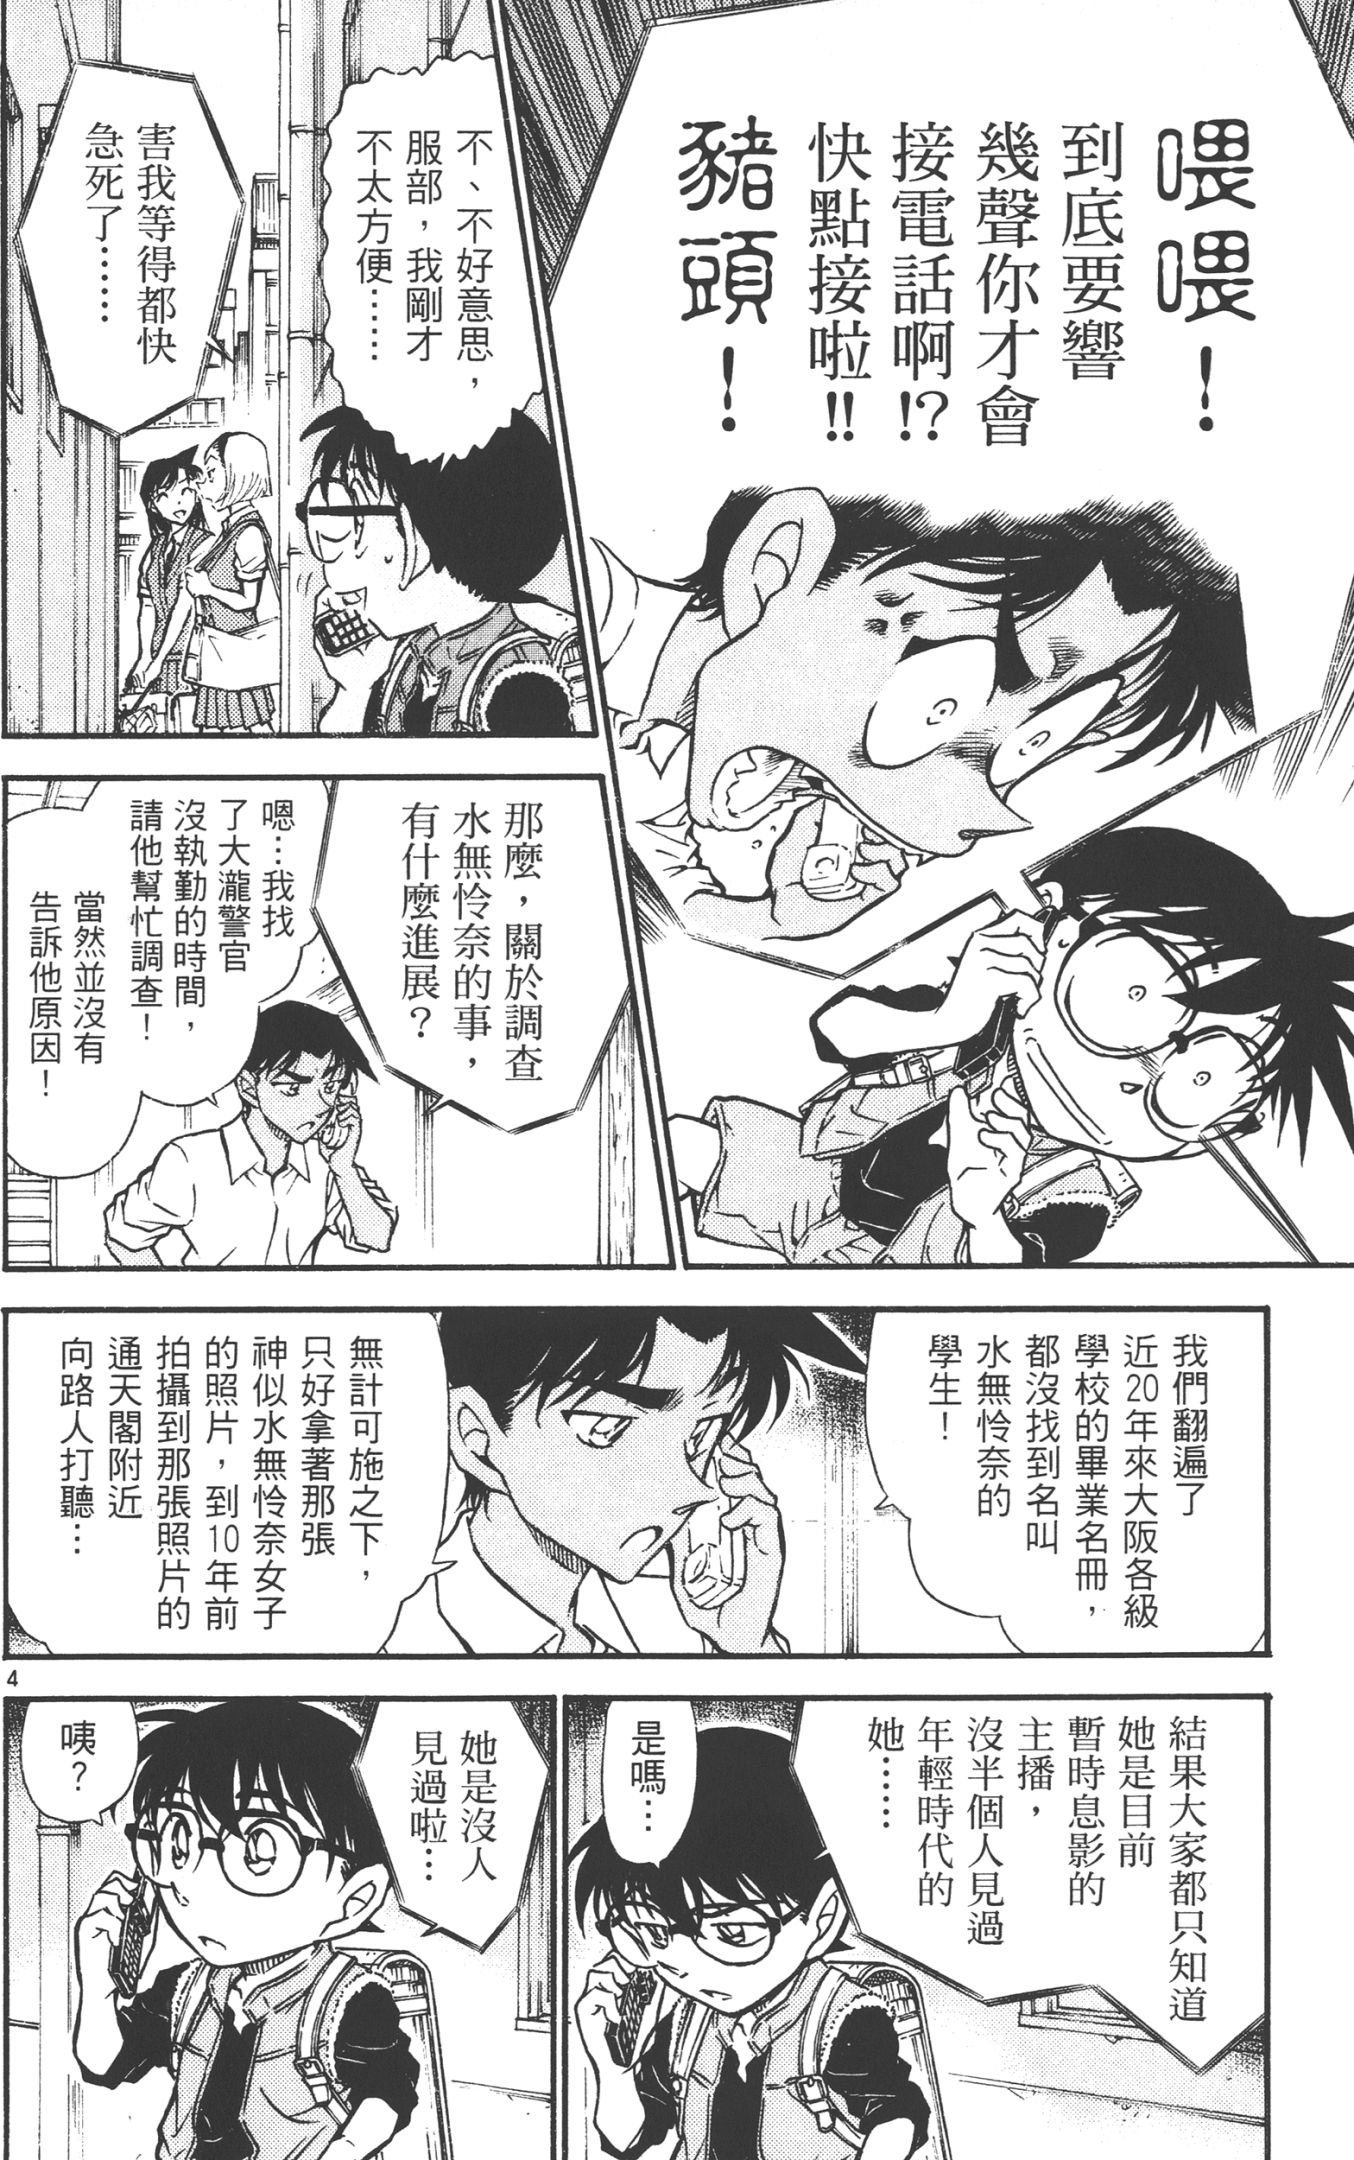 喂喂！
到底要響
幾聲你才會
接電話啊!?
快點接啦!!
豬頭！
不、不好意思，
服部，我剛才
不太方便……
害我等得都快
急死了……
那麼，關於調查
水無怜奈的事，
有什麼進展？
嗯…我找
了大瀧警官
沒執勤的時間，
請他幫忙調查！
當然並沒有
告訴他原因！
我們翻遍了
近20年來大阪各級
學校的畢業名冊，
都沒找到名叫
水無怜奈的
學生！
無計可施之下，
只好拿著那張
神似水無怜奈女子
的照片，到10年前
拍攝到那張照片的
通天閣附近
向路人打聽…
結果大家都只知道
她是目前
暫時息影的
主播，
沒半個人見過
年輕時代的
她……
是嗎…
她是沒人
見過啦…
咦？
4